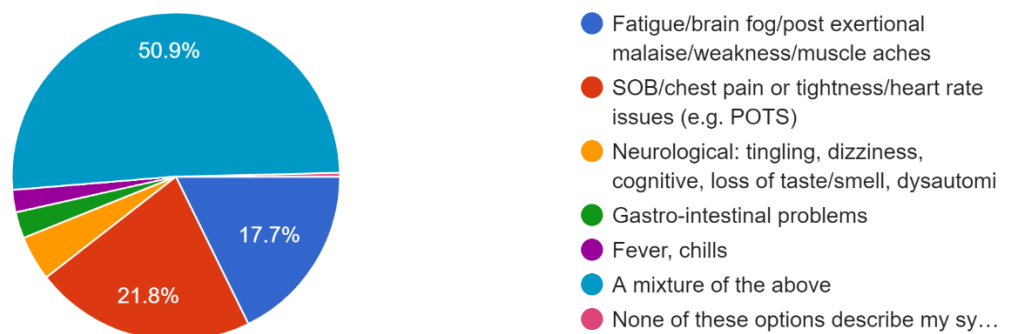 50.9%
17.7%
21.8%
Fatigue/brain fog/post exertional
malaise/weakness/muscle aches
SOB/chest pain or tightness/heart rate
issues (e.g. POTS)
Neurological: tingling, dizziness,
cognitive, loss of taste/smell, dysautomi
Gastro-intestinal problems
Fever, chills
A mixture of the above
None of these options describe my sy…